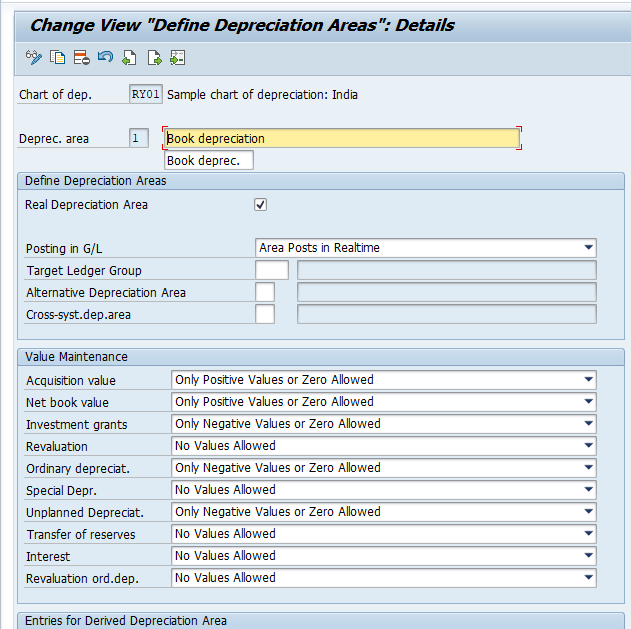 Change View "Define Depreciation Areas": Details
Chart of dep. RY01 Sample chart of depreciation: India
Deprec. area 1 Book depreciation
Book deprec.
Define Depreciation Areas
Real Depreciation Area
Posting in G/L Area Posts in Realtime
Target Ledger Group
Alternative Depreciation Area
Cross-syst.dep.area
Value Maintenance
Acquisition value Only Positive Values or Zero Allowed
Net book value Only Positive Values or Zero Allowed
Investment grants Only Negative Values or Zero Allowed
Revaluation No Values Allowed
Ordinary depreciat. Only Negative Values or Zero Allowed
Special Depr. No Values Allowed
Unplanned Depreciat. Only Negative Values or Zero Allowed
Transfer of reserves No Values Allowed
Interest No Values Allowed
Revaluation ord.dep. No Values Allowed
Entries for Derived Depreciation Area